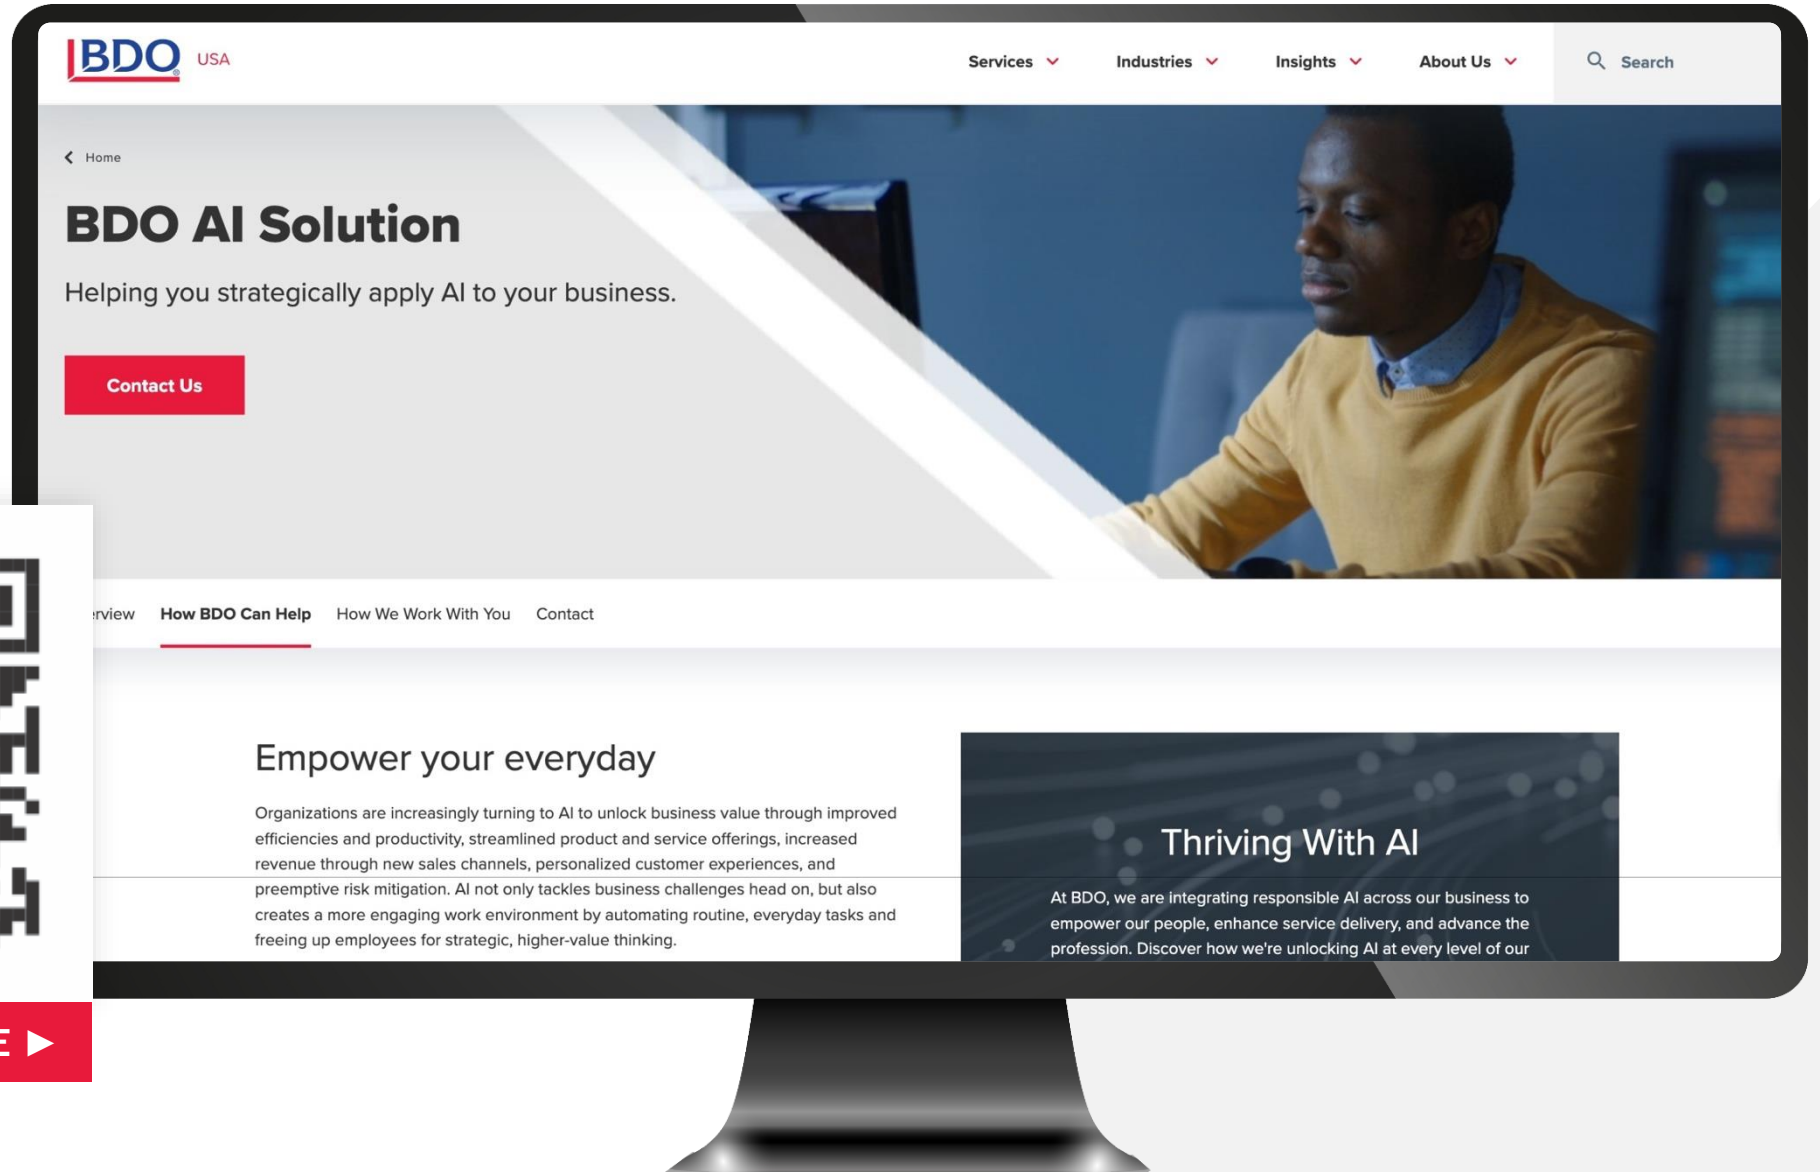 BDO USA
Services Industries Insights About Us Search
Home
BDO AI Solution
Helping you strategically apply AI to your business.
Contact Us
How BDO Can Help How We Work With You Contact
Empower your everyday
Organizations are increasingly turning to AI to unlock business value through improved
efficiencies and productivity, streamlined product and service offerings, increased
revenue through new sales channels, personalized customer experiences, and
preemptive risk mitigation. AI not only tackles business challenges head on, but also
creates a more engaging work environment by automating routine, everyday tasks and
freeing up employees for strategic, higher-value thinking.
Thriving With AI
At BDO, we are integrating responsible AI across our business to
empower our people, enhance service delivery, and advance the
profession. Discover how we're unlocking AI at every level of our